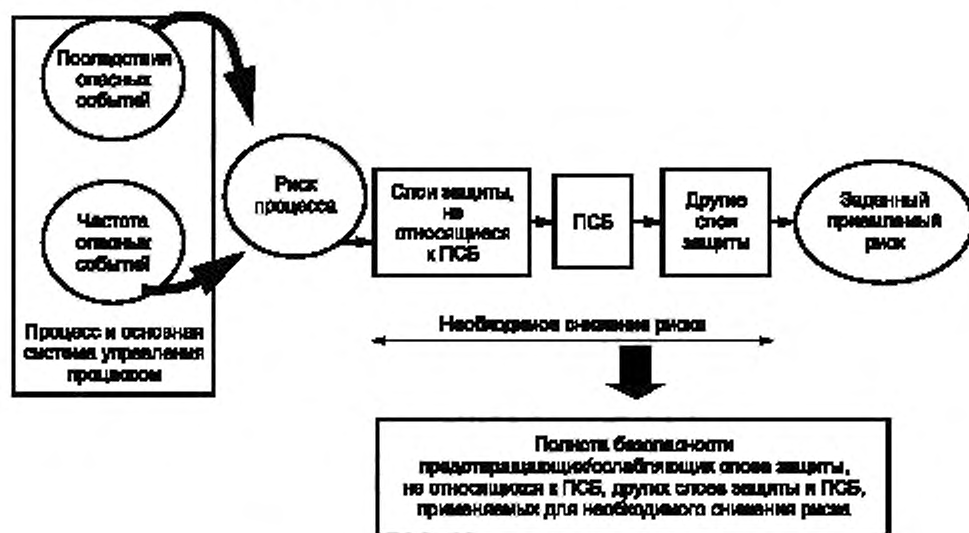 Последствия
опасных
событий
Частота
опасных
событий
Процесс и основная
система управления
процессом
Риск
процесса
Слои защиты,
не
относящиеся
к ПСБ
ПСБ
Другие
слои
защиты
Заданный
приемлемый
риск
Необходимое снижение риска
Полнота безопасности
предотвращающих/ослабляющих слоев защиты,
не относящихся к ПСБ, других слоев защиты и ПСБ,
применяемых для необходимого снижения риска